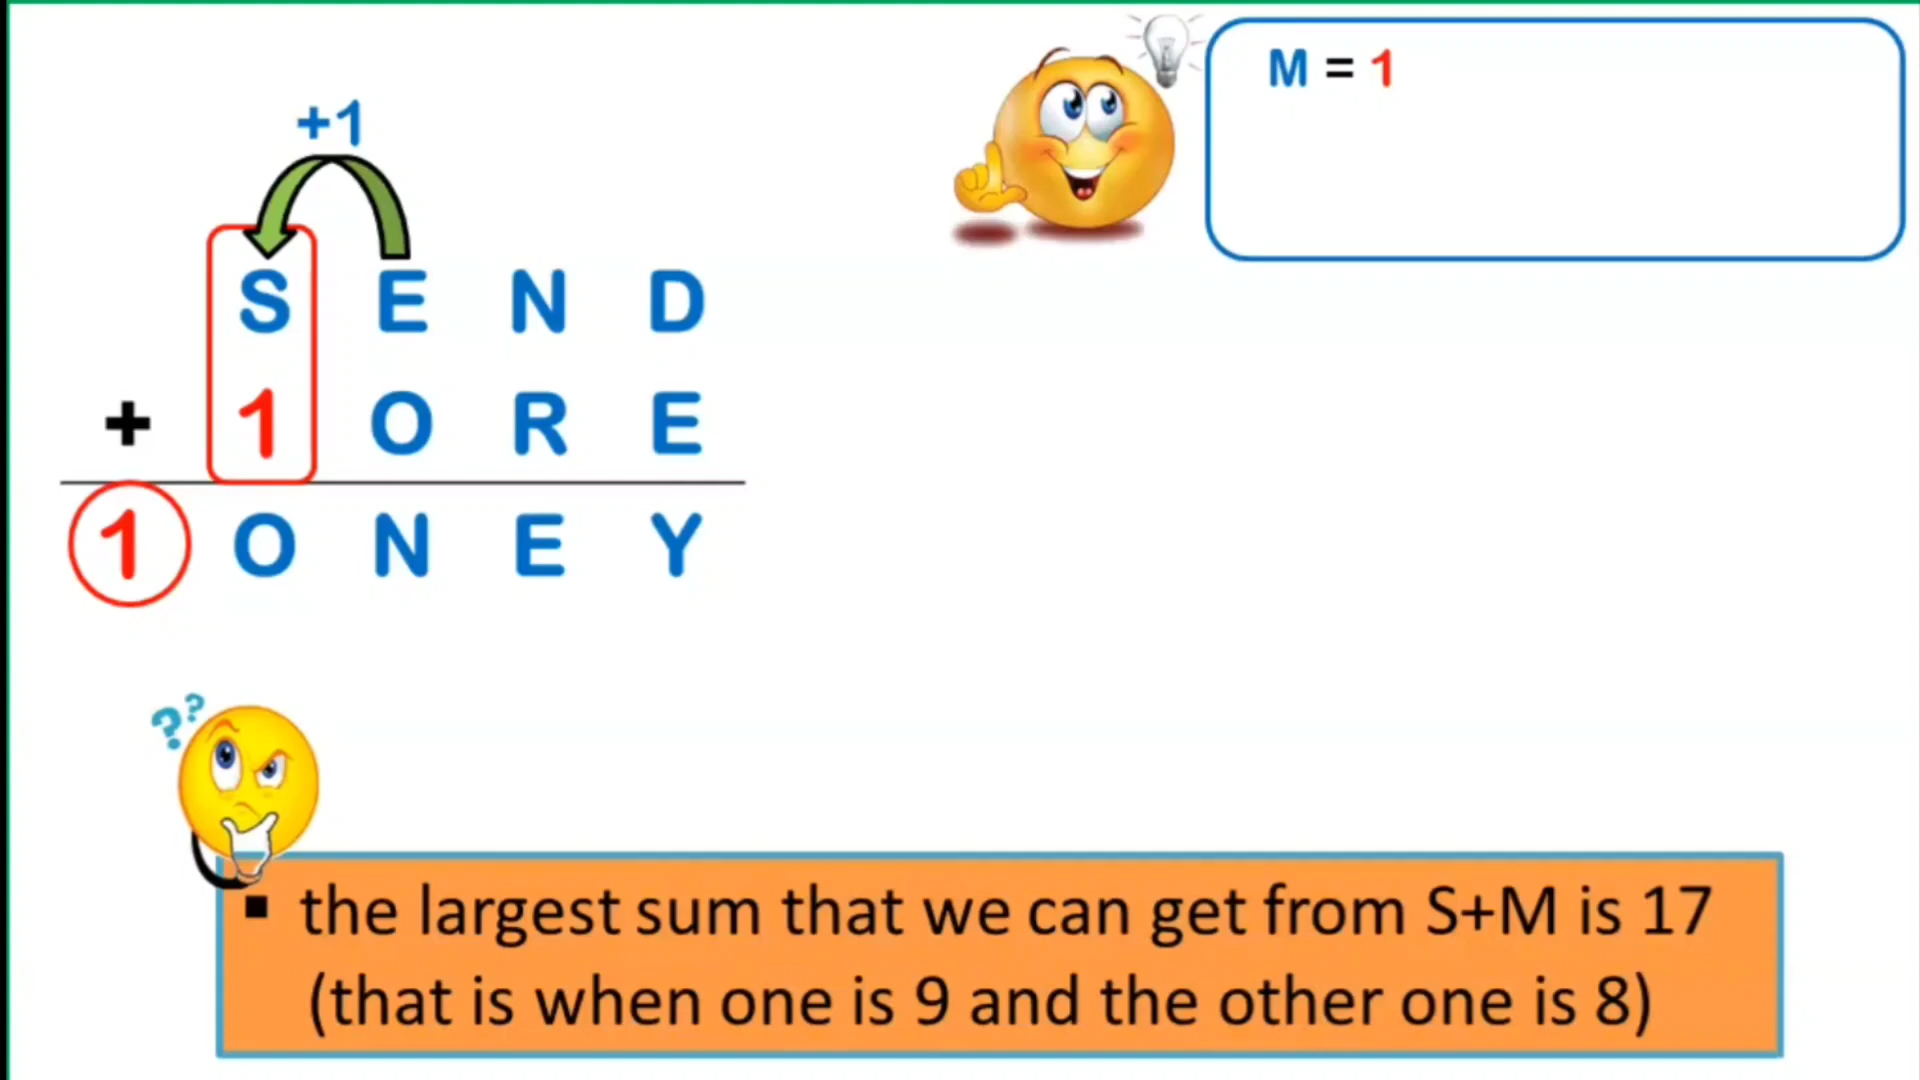 M = 1
+1
S E N D
+ 1 O R E
1 O N E Y
??
▪ the largest sum that we can get from S+M is 17
(that is when one is 9 and the other one is 8)